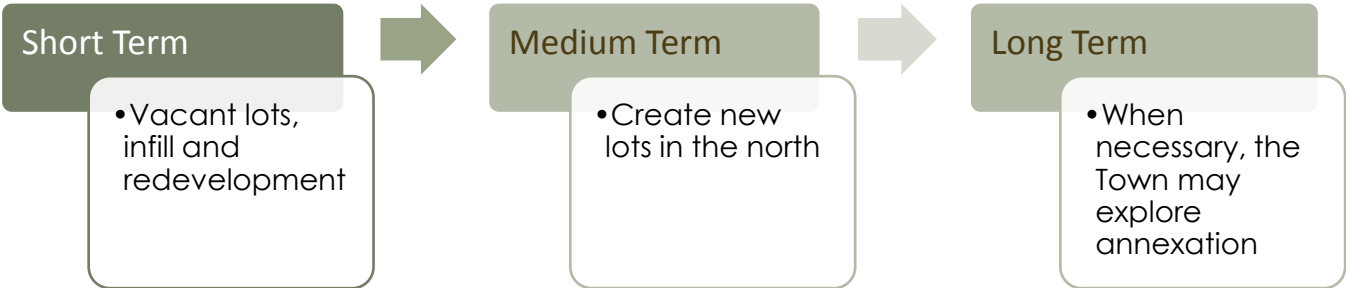 Short Term
•Vacant lots,
infill and
redevelopment
Medium Term
•Create new
lots in the north
Long Term
•When
necessary, the
Town may
explore
annexation